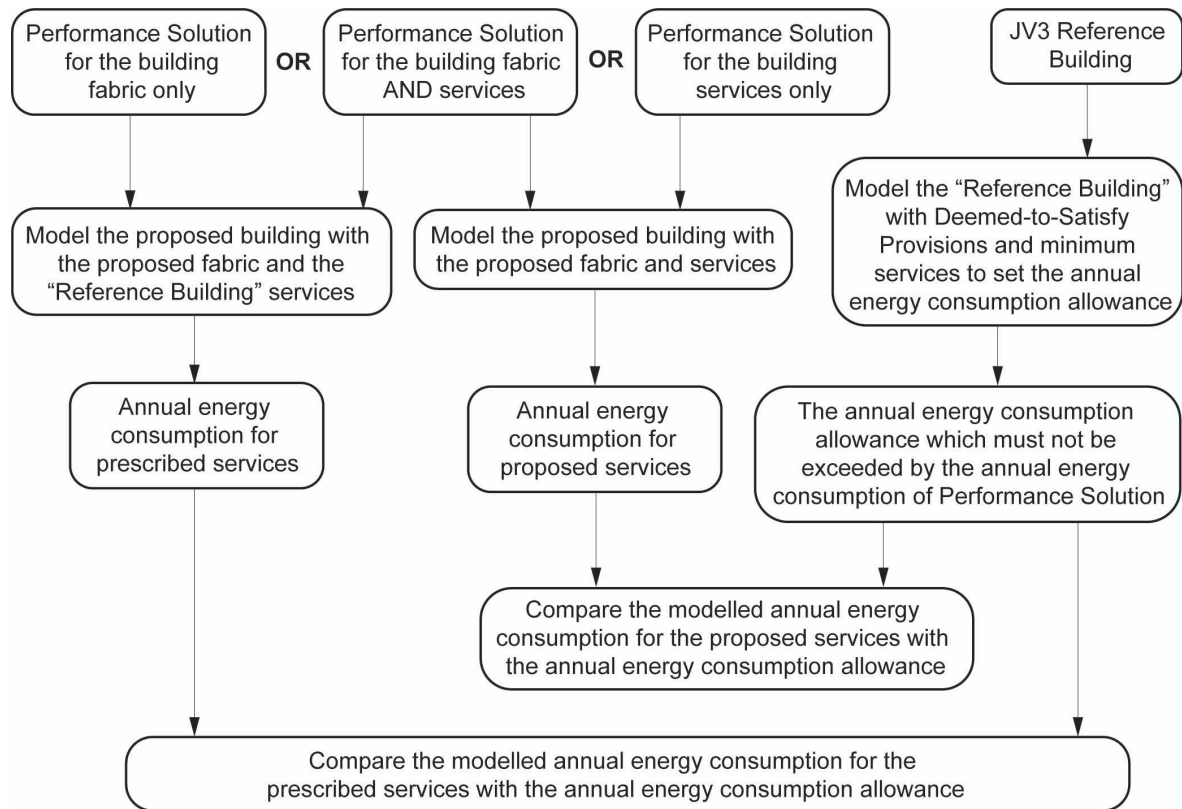 Performance Solution
for the building
fabric only
OR
Performance Solution
for the building fabric
AND services
OR
Performance Solution
for the building
services only
JV3 Reference
Building
Model the proposed building with
the proposed fabric and the
“Reference Building” services
Model the proposed building with
the proposed fabric and services
Model the “Reference Building”
with Deemed-to-Satisfy
Provisions and minimum
services to set the annual
energy consumption allowance
Annual energy
consumption for
prescribed services
Annual energy
consumption for
proposed services
The annual energy consumption
allowance which must not be
exceeded by the annual energy
consumption of Performance Solution
Compare the modelled annual energy
consumption for the proposed services with
the annual energy consumption allowance
Compare the modelled annual energy consumption for the
prescribed services with the annual energy consumption allowance